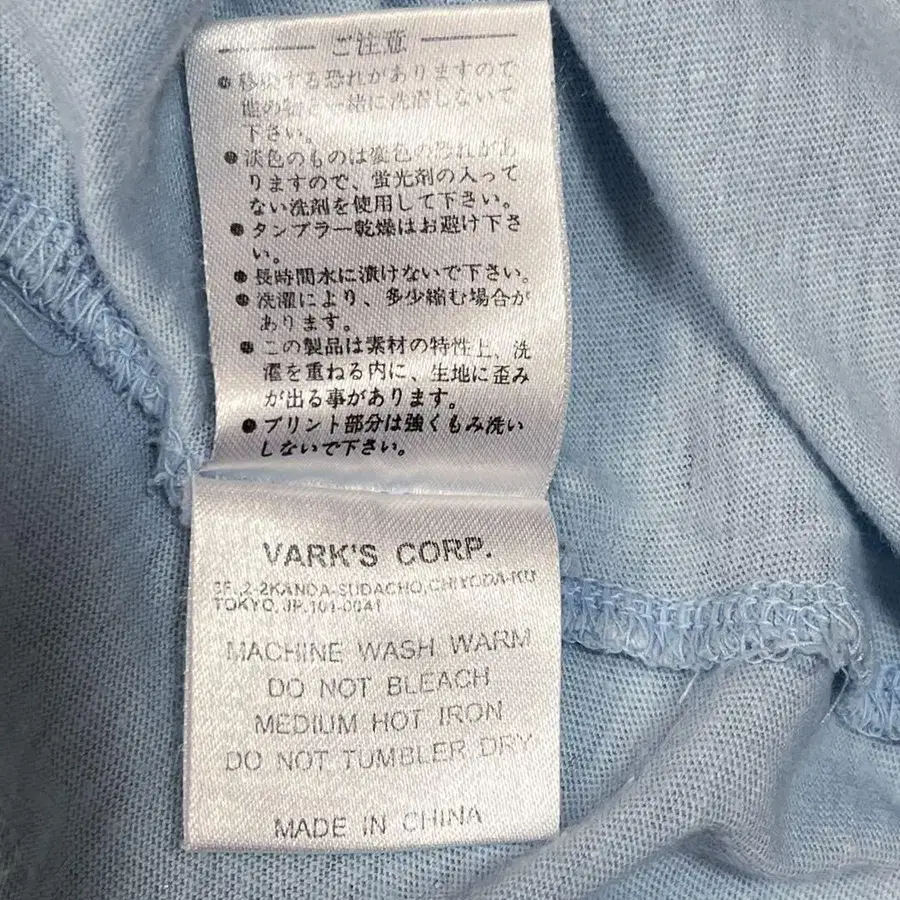 ご注意
● 移染する恐れがありますので
他の物と一緒に洗濯しないで
下さい。
● 淡色のものは変色の恐れがあ
りますので、蛍光剤の入って
ない洗剤を使用して下さい。
● タンブラー乾燥はお避け下さ
い。
● 長時間水に漬けないで下さい。
● 洗濯により、多少縮む場合が
あります。
● この製品は素材の特性上、洗
濯を重ねる内に、生地に歪み
が出る事があります。
● プリント部分は強くもみ洗い
しないで下さい。
VARK'S CORP.
2-2KANDA-SUDACHO,CHIYODA-KU
TOKYO,JP.101-0041
MACHINE WASH WARM
DO NOT BLEACH
MEDIUM HOT IRON
DO NOT TUMBLER DRY
MADE IN CHINA